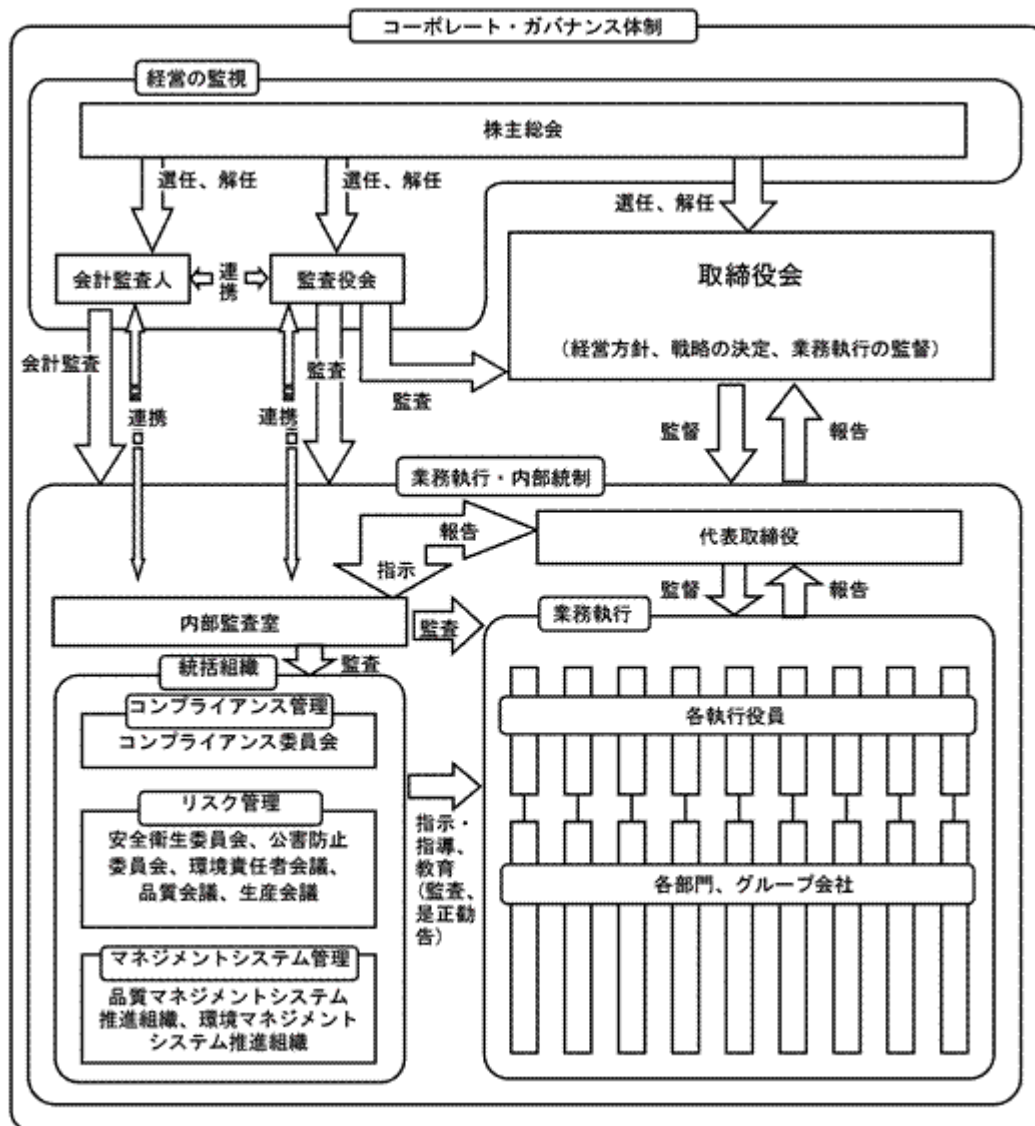 コーポレート・ガバナンス体制
経営の監視
株主総会
選任、解任
選任、解任
選任、解任
会計監査人
連
携
監査役会
取締役会
(経営方針、戦略の決定、業務執行の監督)
会計監査
連携
連携
監査
監査
監督
報告
業務執行・内部統制
報告
指示
代表取締役
監督
報告
内部監査室
監査
業務執行
監査
統括組織
コンプライアンス管理
コンプライアンス委員会
各執行役員
リスク管理
安全衛生委員会、公害防止
委員会、環境責任者会議、
品質会議、生産会議
指示・
指導、
教育
(監査、
是正勧
告)
各部門、グループ会社
マネジメントシステム管理
品質マネジメントシステム
推進組織、環境マネジメント
システム推進組織